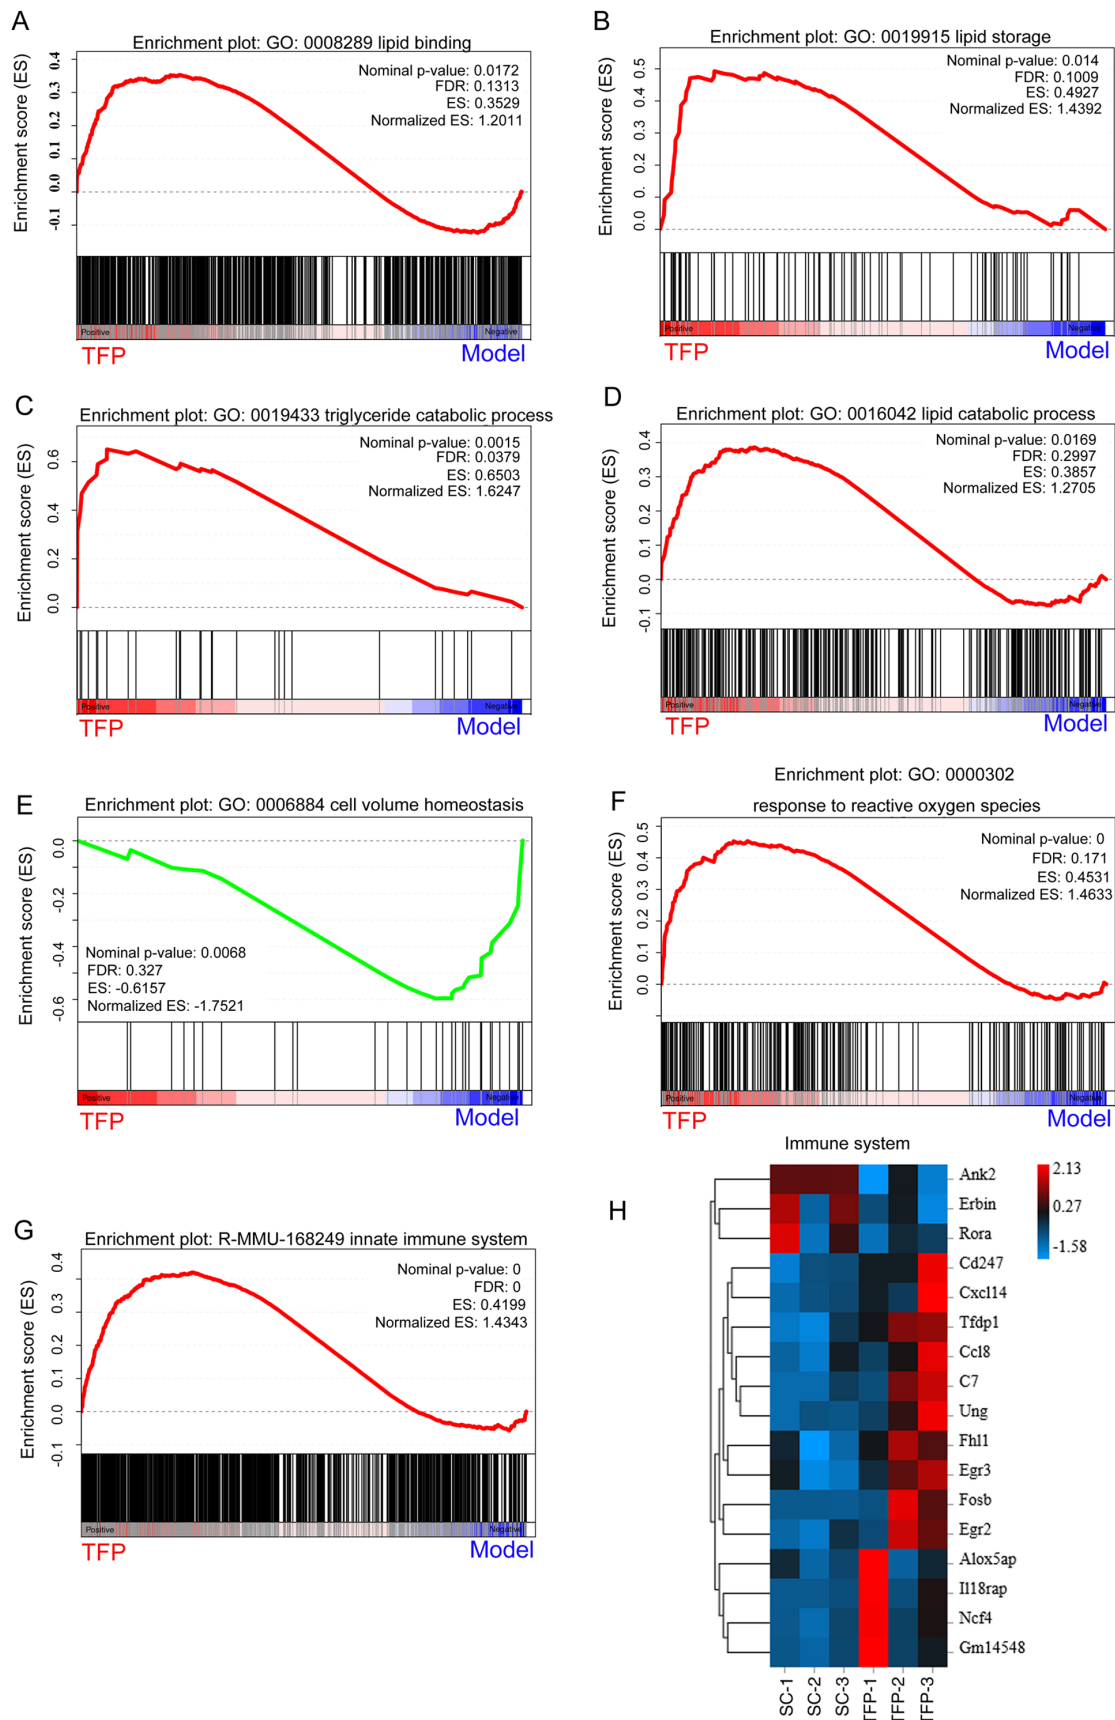 A
Enrichment plot: GO: 0008289 lipid binding
Nominal p-value: 0.0172
FDR: 0.1313
ES: 0.3529
Normalized ES: 1.2011
Enrichment score (ES)
0.4
0.3
0.2
0.1
0.0
-0.1
Positive
Negative
TFP
Model
B
Enrichment plot: GO: 0019915 lipid storage
Nominal p-value: 0.014
FDR: 0.1009
ES: 0.4927
Normalized ES: 1.4392
Enrichment score (ES)
0.5
0.4
0.3
0.2
0.
0.0
Positive
Negative
TFP
Model
C
Enrichment plot: GO: 0019433 triglyceride catabolic process
Nominal p-value: 0.0015
FDR: 0.0379
ES: 0.6503
Normalized ES: 1.6247
Enrichment score (ES)
0.6
0.4
0.2
0.0
Positive
Negative
TFP
Model
D
Enrichment plot: GO: 0016042 lipid catabolic process
Nominal p-value: 0.0169
FDR: 0.2997
ES: 0.3857
Normalized ES: 1.2705
Enrichment score (ES)
0.4
0.3
0.2
0.1
0.0
-0.1
Positive
Negative
TFP
Model
E
Enrichment plot: GO: 0006884 cell volume homeostasis
Nominal p-value: 0.0068
FDR: 0.327
ES: -0.6157
Normalized ES: -1.7521
Enrichment score (ES)
0.0
-0.2
-0.4
-0.6
Positive
Negative
TFP
Model
F
Enrichment plot: GO: 0000302
response to reactive oxygen species
Nominal p-value: 0
FDR: 0.171
ES: 0.4531
Normalized ES: 1.4633
Enrichment score (ES)
0.5
0.4
0.3
0.2
0.1
0.0
Positive
Negative
TFP
Model
G
Enrichment plot: R-MMU-168249 innate immune system
Nominal p-value: 0
FDR: 0
ES: 0.4199
Normalized ES: 1.4343
Enrichment score (ES)
0.4
0.3
0.2
0.1
0.0
-0.1
Positive
Negative
TFP
Model
H
Immune system
Ank2
Erbin
Rora
Cd247
Cxcl14
Tfdp1
Ccl8
C7
Ung
Fhl1
Egr3
Fosb
Egr2
Alox5ap
Il18rap
Ncf4
Gm14548
2.13
0.27
-1.58
SC-1
SC-2
SC-3
TFP-1
TFP-2
TFP-3